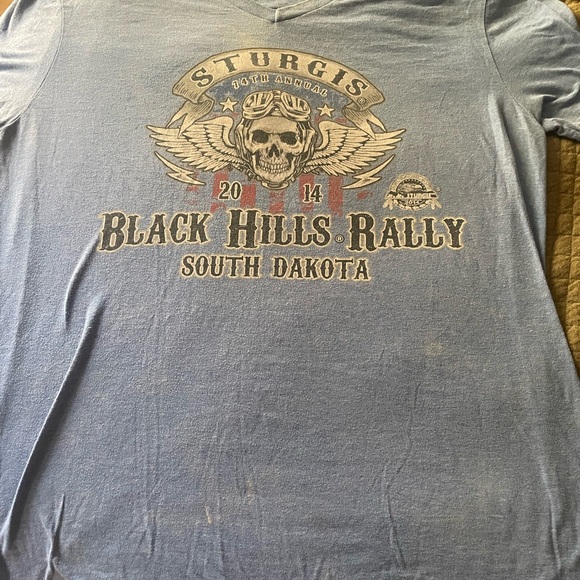 STURGIS®
74TH ANNUAL
20 14
BLACK HILLS® RALLY
SOUTH DAKOTA